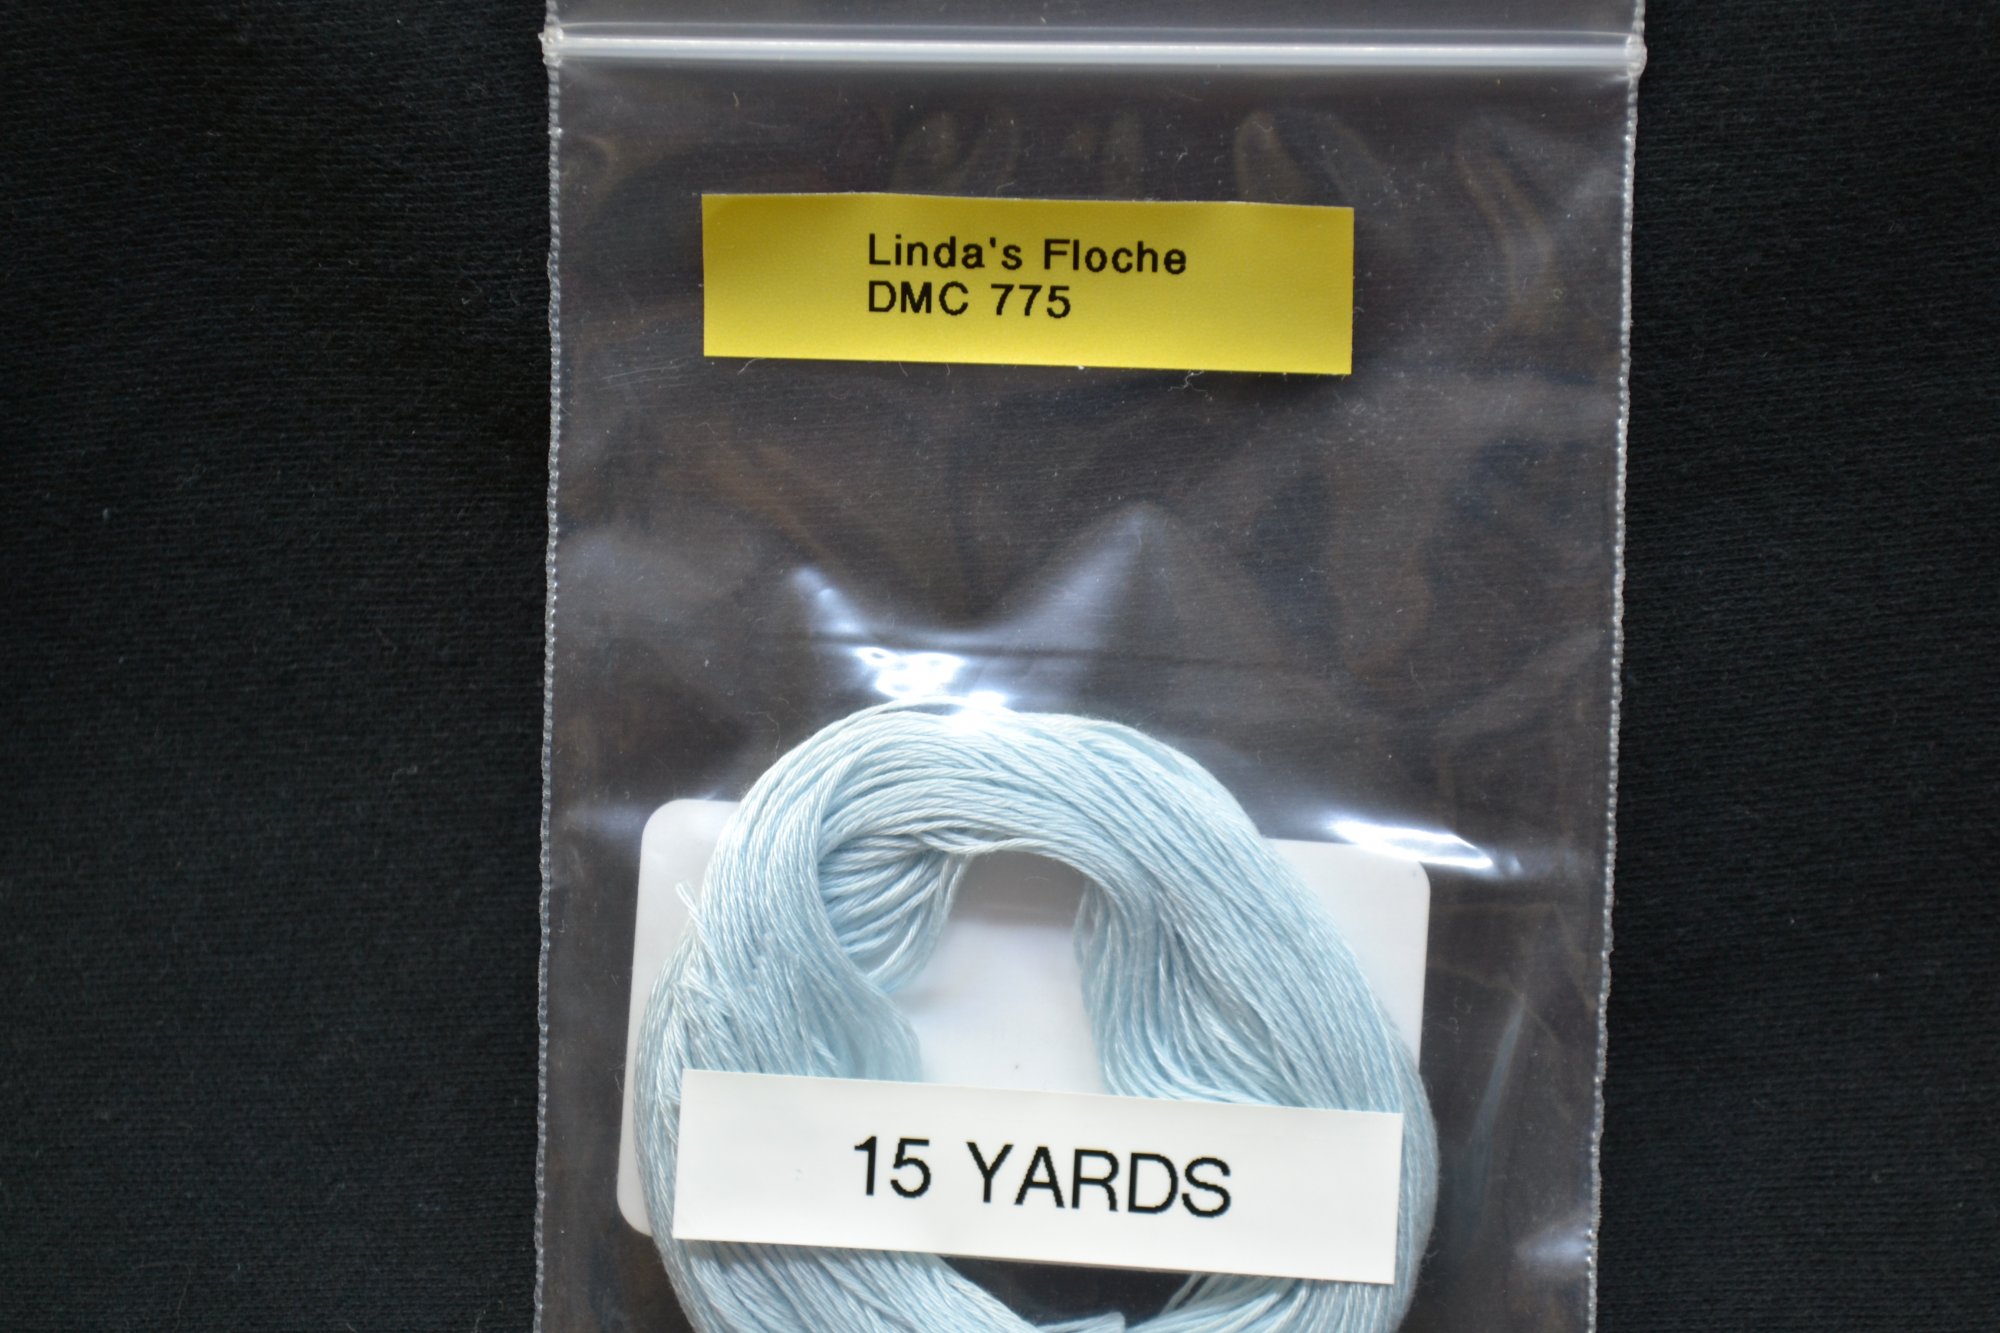 Linda's Floche
DMC 775
15 YARDS